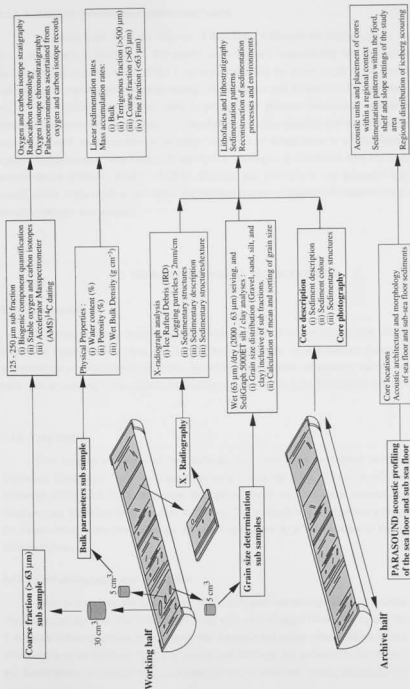 Coarse fraction (> 63 µm)
sub sample
125 - 250 µm sub fraction
(i) Biogenic component quantification
(ii) Stable oxygen and carbon isotopes
(iii) Accelerator Masspectrometer
(AMS) ¹⁴C dating
Oxygen and carbon isotope stratigraphy
Radiocarbon chronology
Oxygen isotope chronostratigraphy
Palaeoenvironments ascertained from
oxygen and carbon isotope records
30 cm³
5 cm³
5 cm³
Bulk parameters sub sample
Physical Properties :
(i) Water content (%)
(ii) Porosity (%)
(iii) Wet Bulk Density (g cm⁻³)
Linear sedimentation rates
Mass accumulation rates:
(i) Bulk
(ii) Terrigenous fraction (>500 µm)
(iii) Coarse fraction (>63 µm)
(iv) Fine fraction (<63 µm)
Working half
X - Radiography
X-radiograph analysis
(i) Ice Rafted Debris (IRD)
Logging particles > 2mm/cm
(ii) Sedimentary structures
(iii) Sedimentary description
(iii) Sedimentary structures/texture
Lithofacies and lithostratigraphy
Sedimentation patterns
Reconstruction of sedimentation
processes and environments
Grain size determination
sub samples
Wet (63 µm) /dry (2000 - 63 µm) seiving, and
SediGraph 5000ET silt / clay analyses :
(i) Grain size distribution (Gravel, sand, silt, and
clay) inclusive of sub fractions.
(ii) Calculation of mean and sorting of grain size
Archive half
Core description
(i) Sediment description
(ii) Sediment colour
(iii) Sedimentary structures
Core photography
PARASOUND acoustic profiling
of the sea floor and sub sea floor
Core locations
Acoustic architecture and morphology
of sea floor and sub-sea floor sediments
Acoustic units and placement of cores
within a regional context
Sedimentation patterns within the fjord,
shelf and slope settings of the study
area
Regional distribution of iceberg scouring